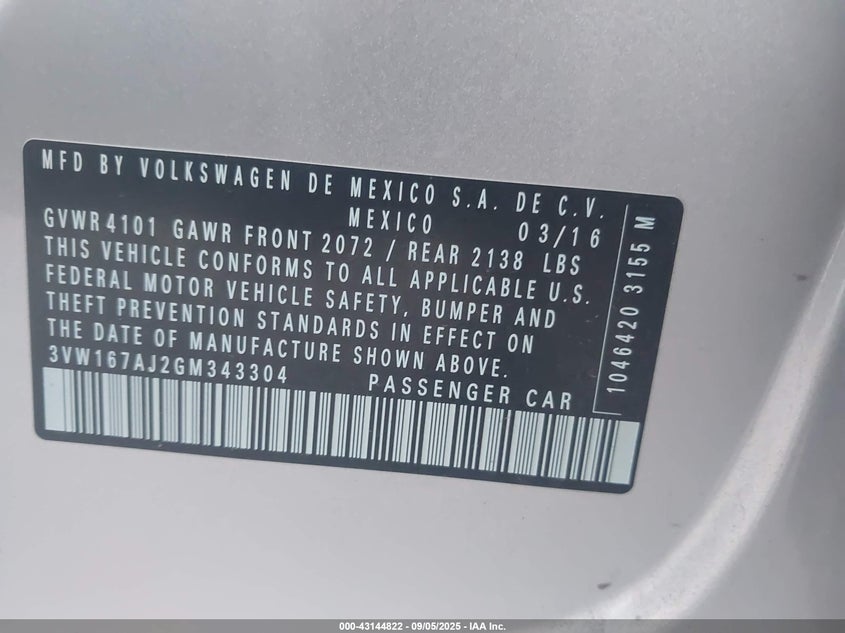 MFD BY VOLKSWAGEN DE MEXICO S.A. DE C.V.
MEXICO 03/16
GVWR 4101 GAWR FRONT 2072 / REAR 2138 LBS
THIS VEHICLE CONFORMS TO ALL APPLICABLE U.S.
FEDERAL MOTOR VEHICLE SAFETY, BUMPER AND
THEFT PREVENTION STANDARDS IN EFFECT ON
THE DATE OF MANUFACTURE SHOWN ABOVE.
3VW167AJ2GM343304 PASSENGER CAR
1046420 3155 M
000-43144822 - 09/05/2025 - IAA Inc.